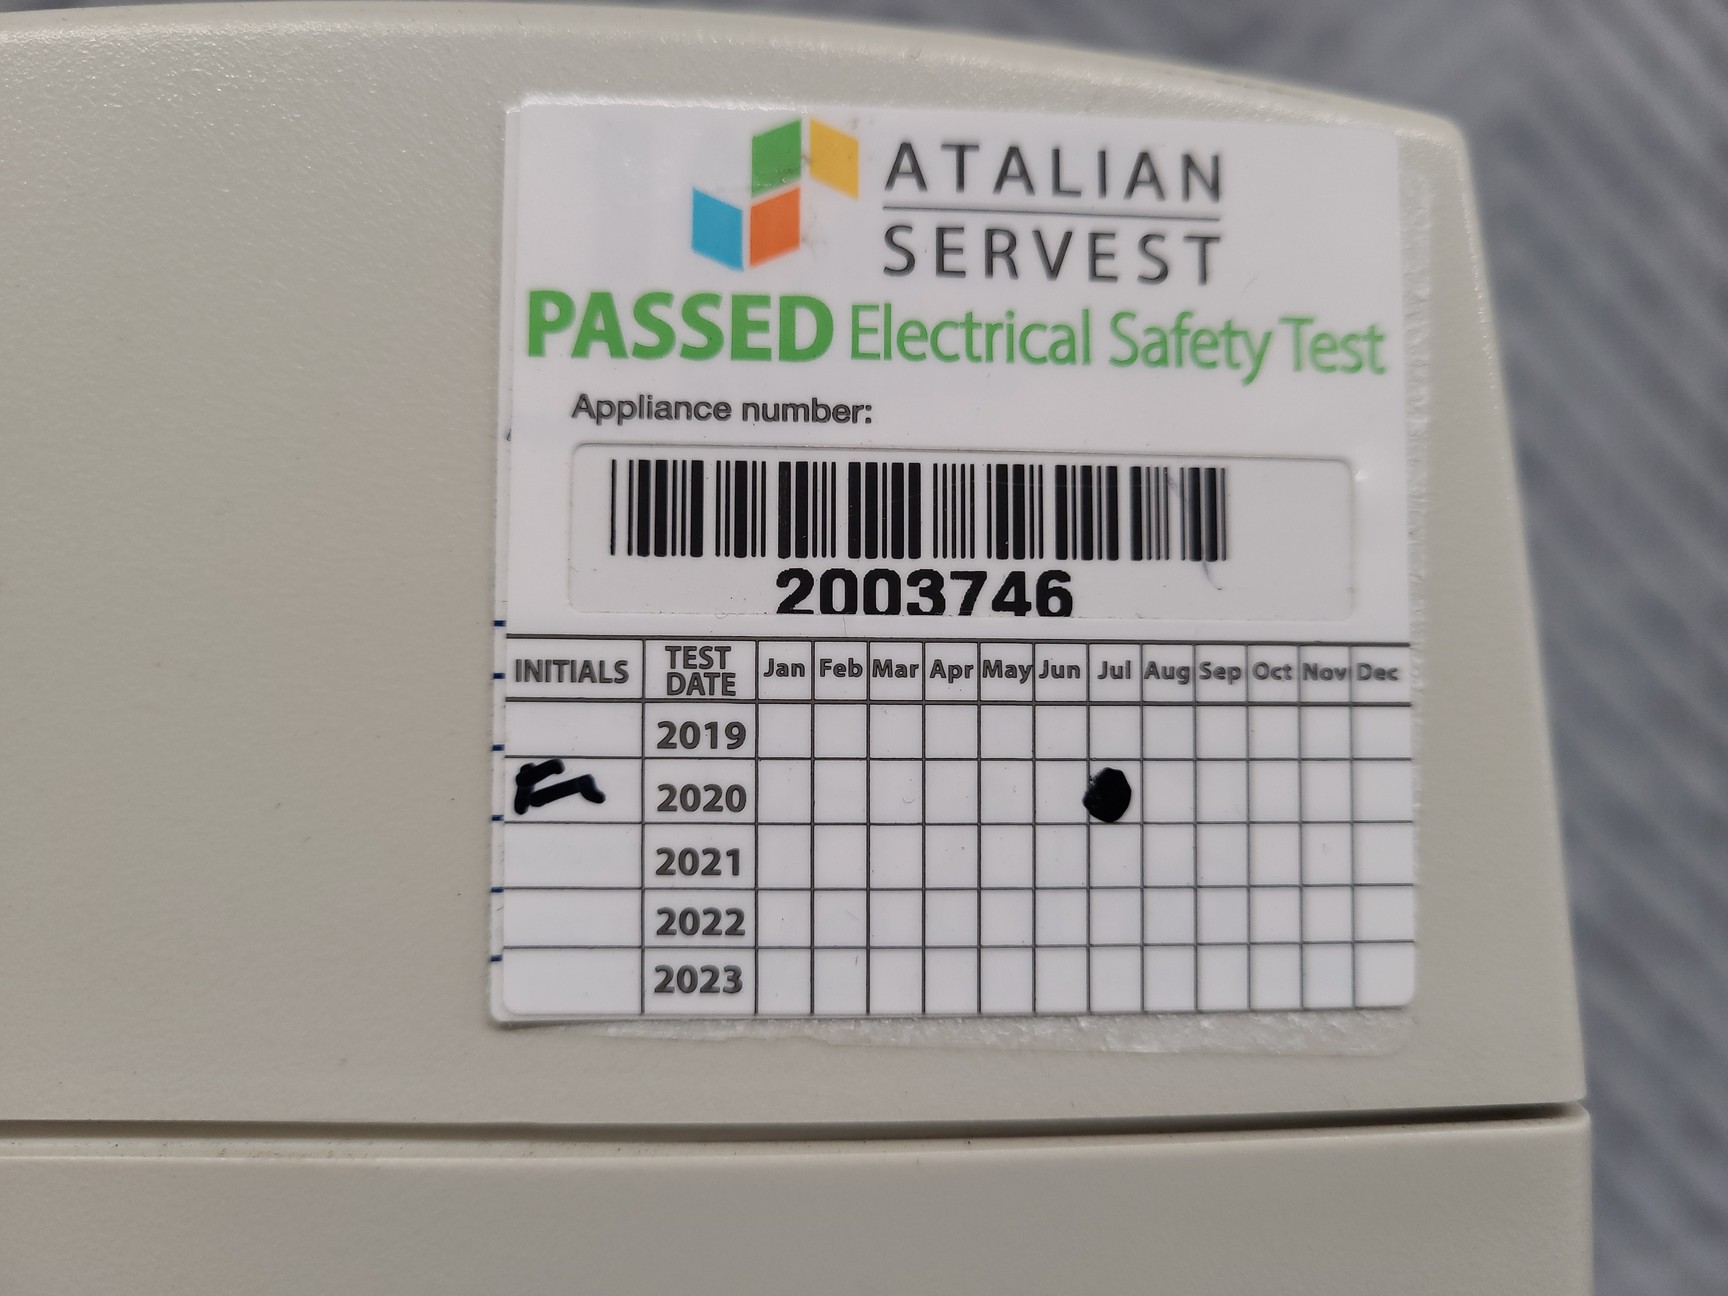 ATALIAN
SERVEST
PASSED Electrical Safety Test
Appliance number:
2003746
INITIALS TEST DATE Jan Feb Mar Apr May Jun Jul Aug Sep Oct Nov Dec
2019
2020
2021
2022
2023